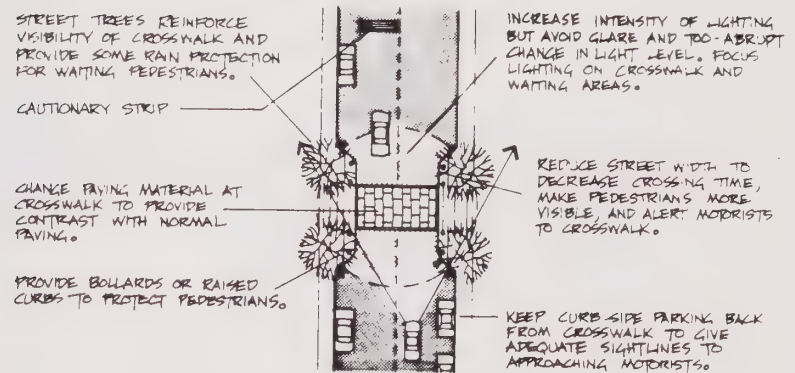 STREET TREES REINFORCE
VISIBILITY OF CROSSWALK AND
PROVIDE SOME RAIN PROTECTION
FOR WAITING PEDESTRIANS.
CAUTIONARY STRIP
CHANGE PAVING MATERIAL AT
CROSSWALK TO PROVIDE
CONTRAST WITH NORMAL
PAVING.
PROVIDE BOLLARDS OR RAISED
CURBS TO PROTECT PEDESTRIANS.
INCREASE INTENSITY OF LIGHTING
BUT AVOID GLARE AND TOO-ABRUPT
CHANGE IN LIGHT LEVEL. FOCUS
LIGHTING ON CROSSWALK AND
WAITING AREAS.
REDUCE STREET WIDTH TO
DECREASE CROSSING TIME,
MAKE PEDESTRIANS MORE
VISIBLE, AND ALERT MOTORISTS
TO CROSSWALK.
KEEP CURB-SIDE PARKING BACK
FROM CROSSWALK TO GIVE
ADEQUATE SIGHTLINES TO
APPROACHING MOTORISTS.